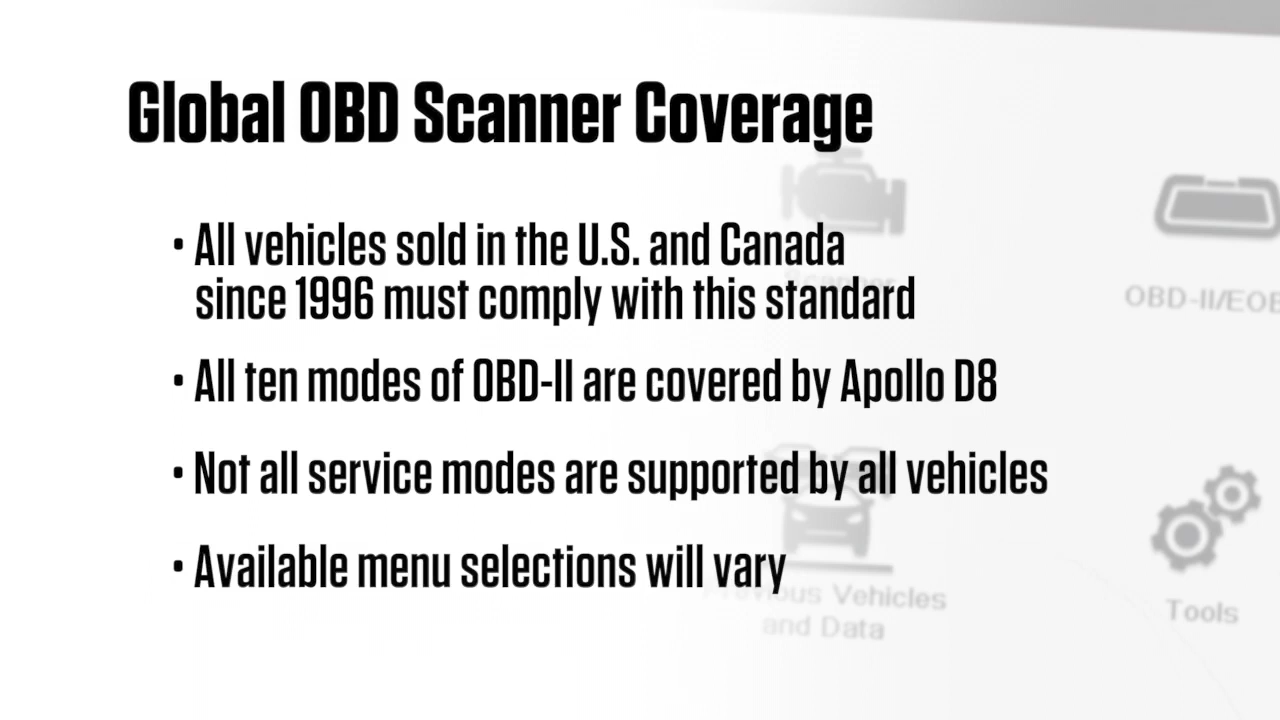 Global OBD Scanner Coverage
• All vehicles sold in the U.S. and Canada
since 1996 must comply with this standard
Scanner
OBD-II/EOB
• All ten modes of OBD-II are covered by Apollo D8
• Not all service modes are supported by all vehicles
• Available menu selections will vary
Previous Vehicles
and Data
Tools